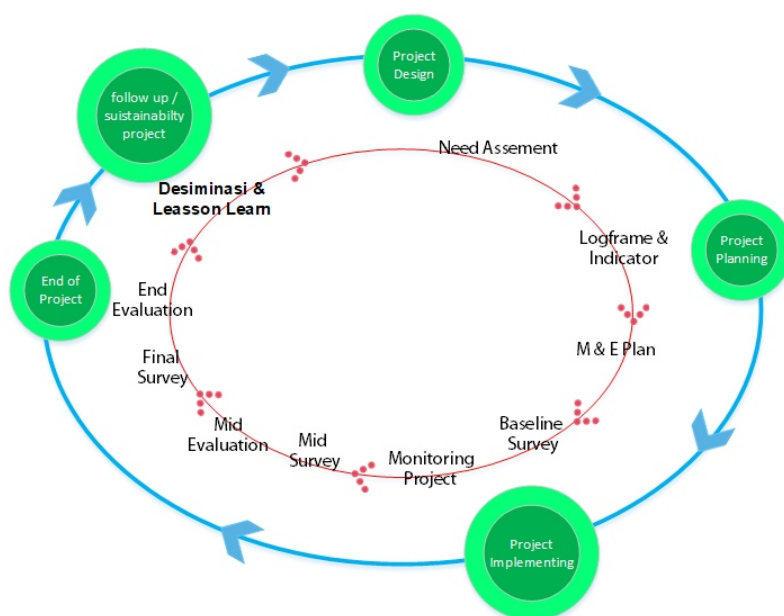 Project
Design
follow up /
suistainabilty
project
Need Assement
Desiminasi &
Leasson Learn
Logframe &
Indicator
Project
Planning
End of
Project
End
Evaluation
M & E Plan
Final
Survey
Baseline
Survey
Mid
Evaluation
Mid
Survey
Monitoring
Project
Project
Implementing